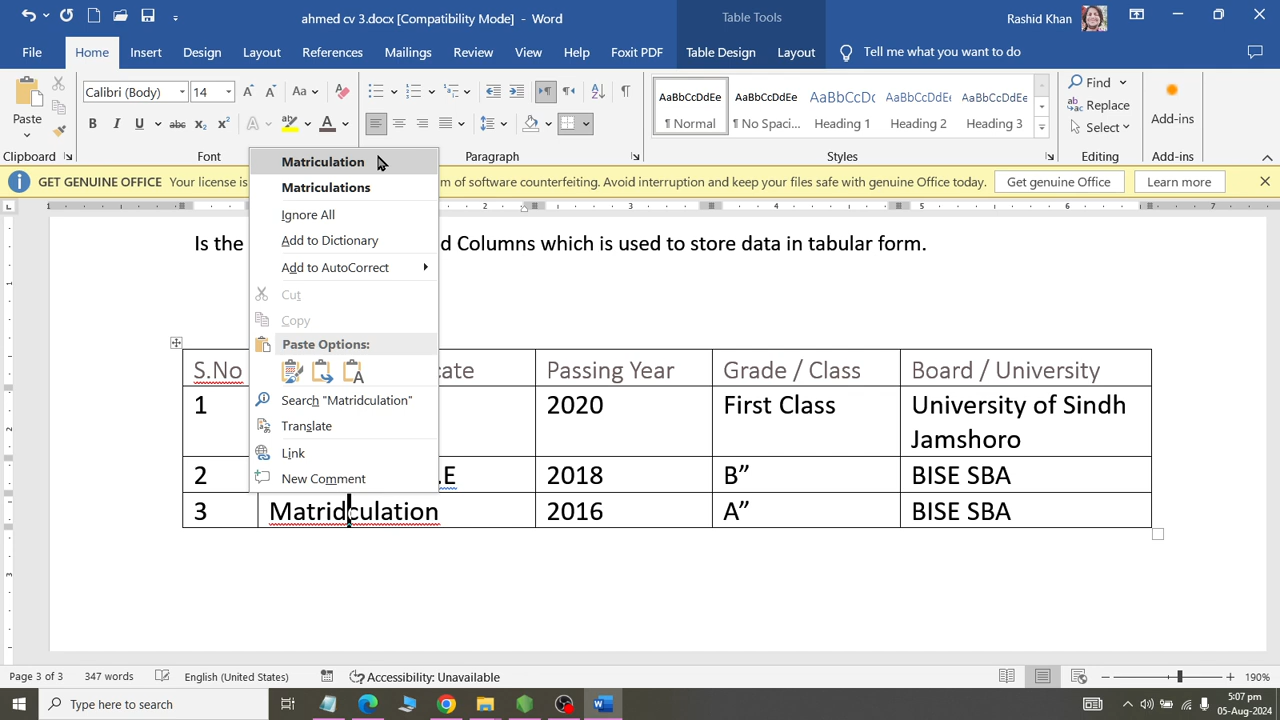 ahmed cv 3.docx [Compatibility Mode] - Word
Table Tools
Rashid Khan
File
Home
Insert
Design
Layout
References
Mailings
Review
View
Help
Foxit PDF
Table Design
Layout
Tell me what you want to do
Paste
Calibri (Body)
14
Clipboard
Font
Paragraph
AaBbCcDdEe
¶ Normal
AaBbCcDdEe
¶ No Spaci...
AaBbCcDc
Heading 1
AaBbCcDdEe
Heading 2
AaBbCcDdEe
Heading 3
Styles
Find
Replace
Select
Editing
Add-ins
Add-ins
GET GENUINE OFFICE Your license is
m of software counterfeiting. Avoid interruption and keep your files safe with genuine Office today.
Get genuine Office
Learn more
Matriculation
Matriculations
Ignore All
Add to Dictionary
Add to AutoCorrect
Cut
Copy
Paste Options:
Search "Matridculation"
Translate
Link
New Comment
Is the
d Columns which is used to store data in tabular form.
S.No
cate
Passing Year
Grade / Class
Board / University
1
2020
First Class
University of Sindh
Jamshoro
2
.E
2018
B”
BISE SBA
3
Matridculation
2016
A”
BISE SBA
Page 3 of 3
347 words
English (United States)
Accessibility: Unavailable
190%
Type here to search
5:07 pm
05-Aug-2024